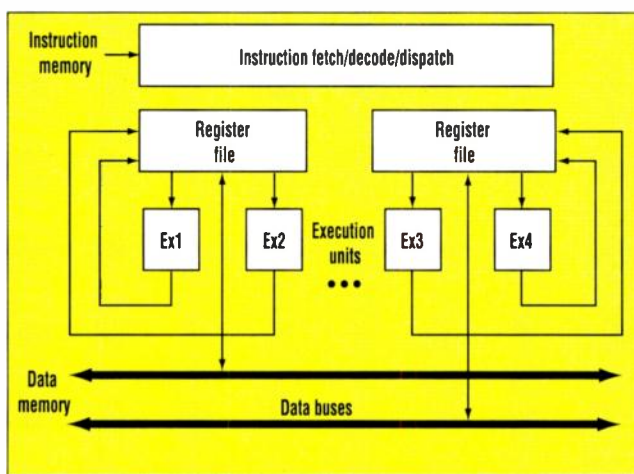 Instruction
memory
Instruction fetch/decode/dispatch
Register
file
Register
file
Ex1
Ex2
Execution
units
Ex3
Ex4
Data
memory
Data buses